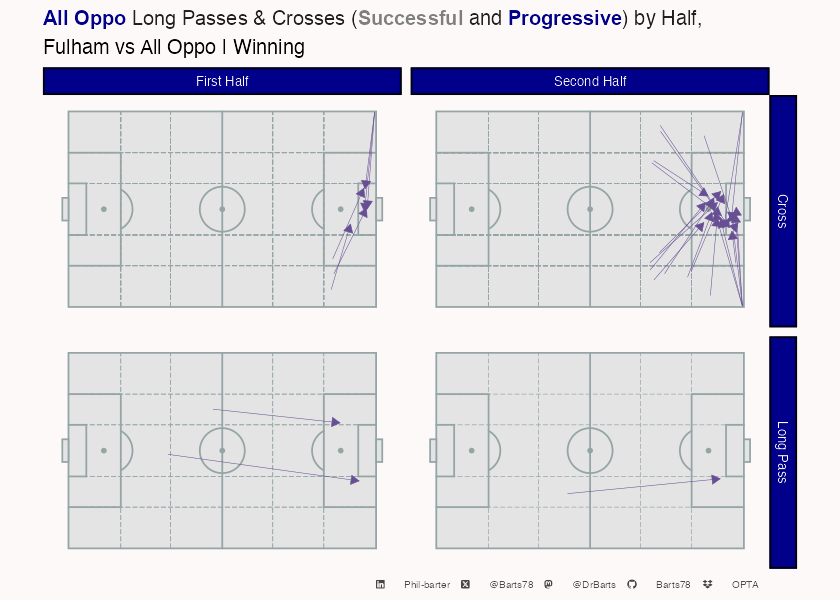 All Oppo Long Passes & Crosses (Successful and Progressive) by Half,
Fulham vs All Oppo | Winning
First Half
Second Half
Cross
Long Pass
Phil-barter @Barts78 @DrBarts Barts78 OPTA